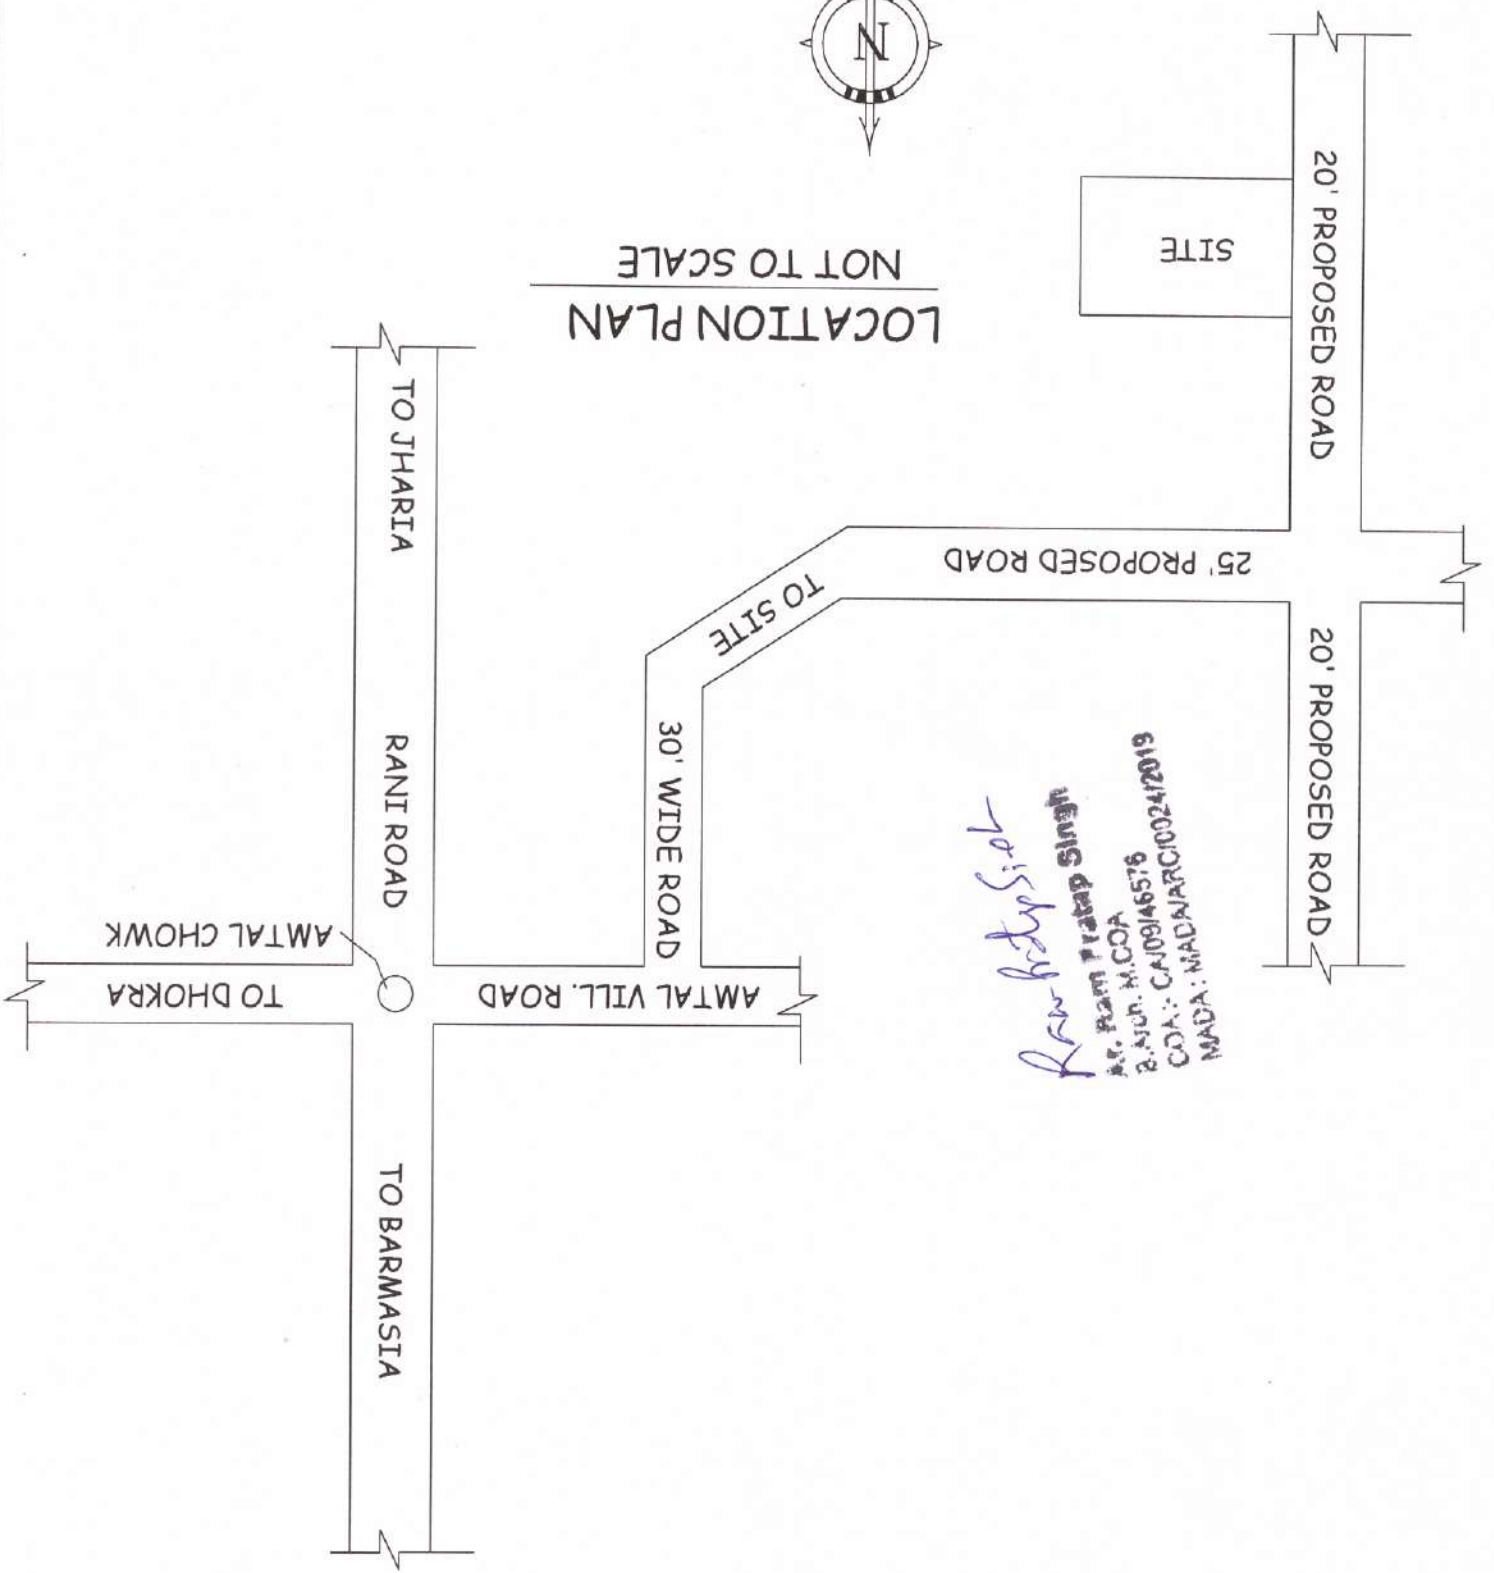 LOCATION PLAN
NOT TO SCALE
N
SITE
20' PROPOSED ROAD
20' PROPOSED ROAD
25' PROPOSED ROAD
TO SITE
30' WIDE ROAD
AMTAL VILL. ROAD
AMTAL CHOWK
TO DHOKRA
RANI ROAD
TO JHARIA
TO BARMASIA
Ar. Ram Pratap Singh
B.Arch. M.COA
COA:- CA/09/46576
MADA: MADA/ARC/0024/2019